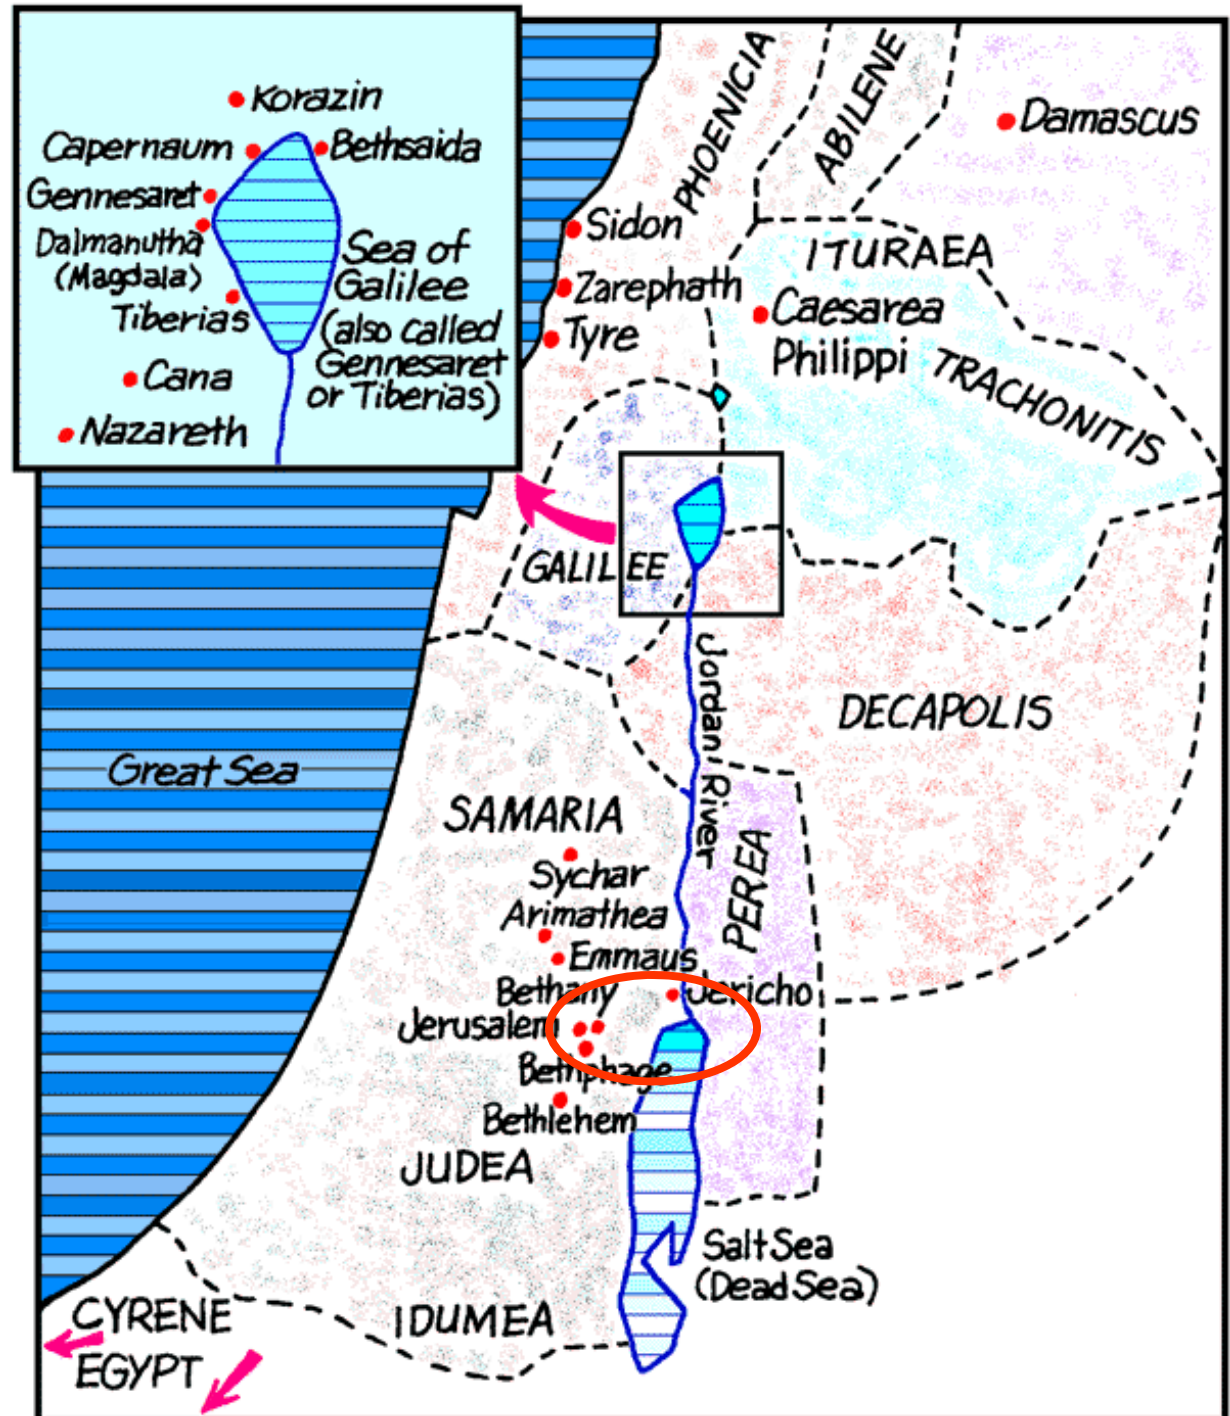 Korazin
Capernaum
Bethsaida
Gennesaret
Dalmanutha
(Magdala)
Tiberias
Sea of
Galilee
(also called
Gennesaret
or Tiberias)
Cana
Nazareth
PHOENICIA
ABILENE
Damascus
Sidon
ITURAEA
Zarephath
Caesarea
Philippi
Tyre
TRACHONITIS
GALILEE
Jordan River
DECAPOLIS
Great Sea
SAMARIA
PEREA
Sychar
Arimathea
Emmaus
Bethany
Jericho
Jerusalem
Bethphage
Bethlehem
JUDEA
Salt Sea
(Dead Sea)
IDUMEA
CYRENE
EGYPT